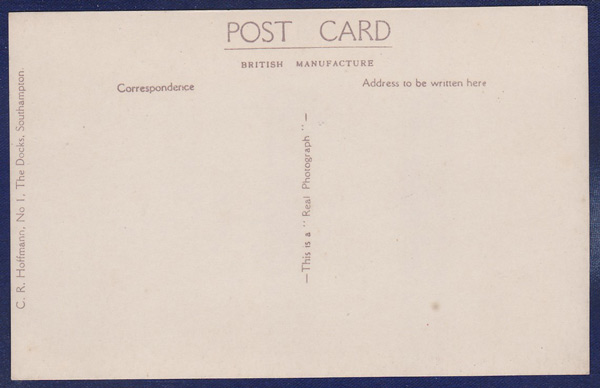 POST CARD
BRITISH MANUFACTURE
Correspondence
Address to be written here
—This is a "Real Photograph"—
C. R. Hoffmann, No 1, The Docks, Southampton.